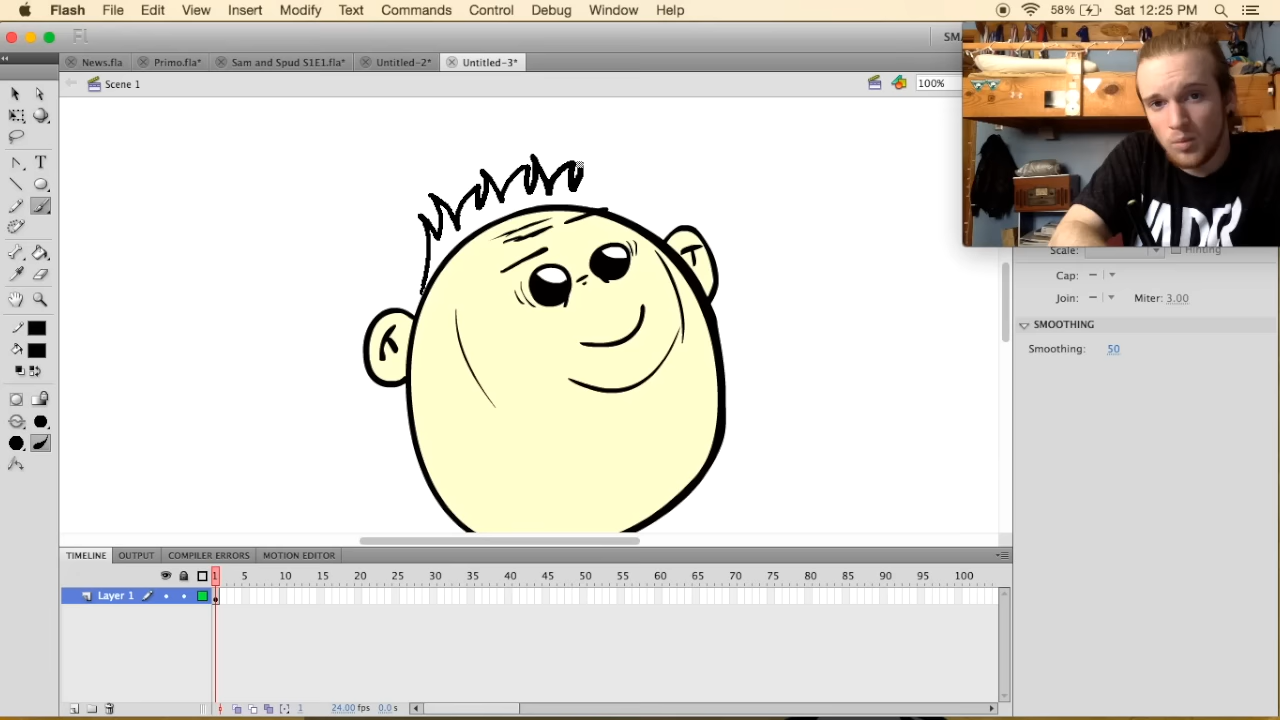 Flash File Edit View Insert Modify Text Commands Control Debug Window Help 58% Sat 12:25 PM
Fl
News.fla Primo.fla* Sam and Spud S1E1.fla* Untitled-2* Untitled-3*
Scene 1 100%
T
Scale: Hinting
Cap:
Join: Miter: 3.00
SMOOTHING
Smoothing: 50
TIMELINE OUTPUT COMPILER ERRORS MOTION EDITOR
1 5 10 15 20 25 30 35 40 45 50 55 60 65 70 75 80 85 90 95 100
Layer 1
1 24.00 fps 0.0 s